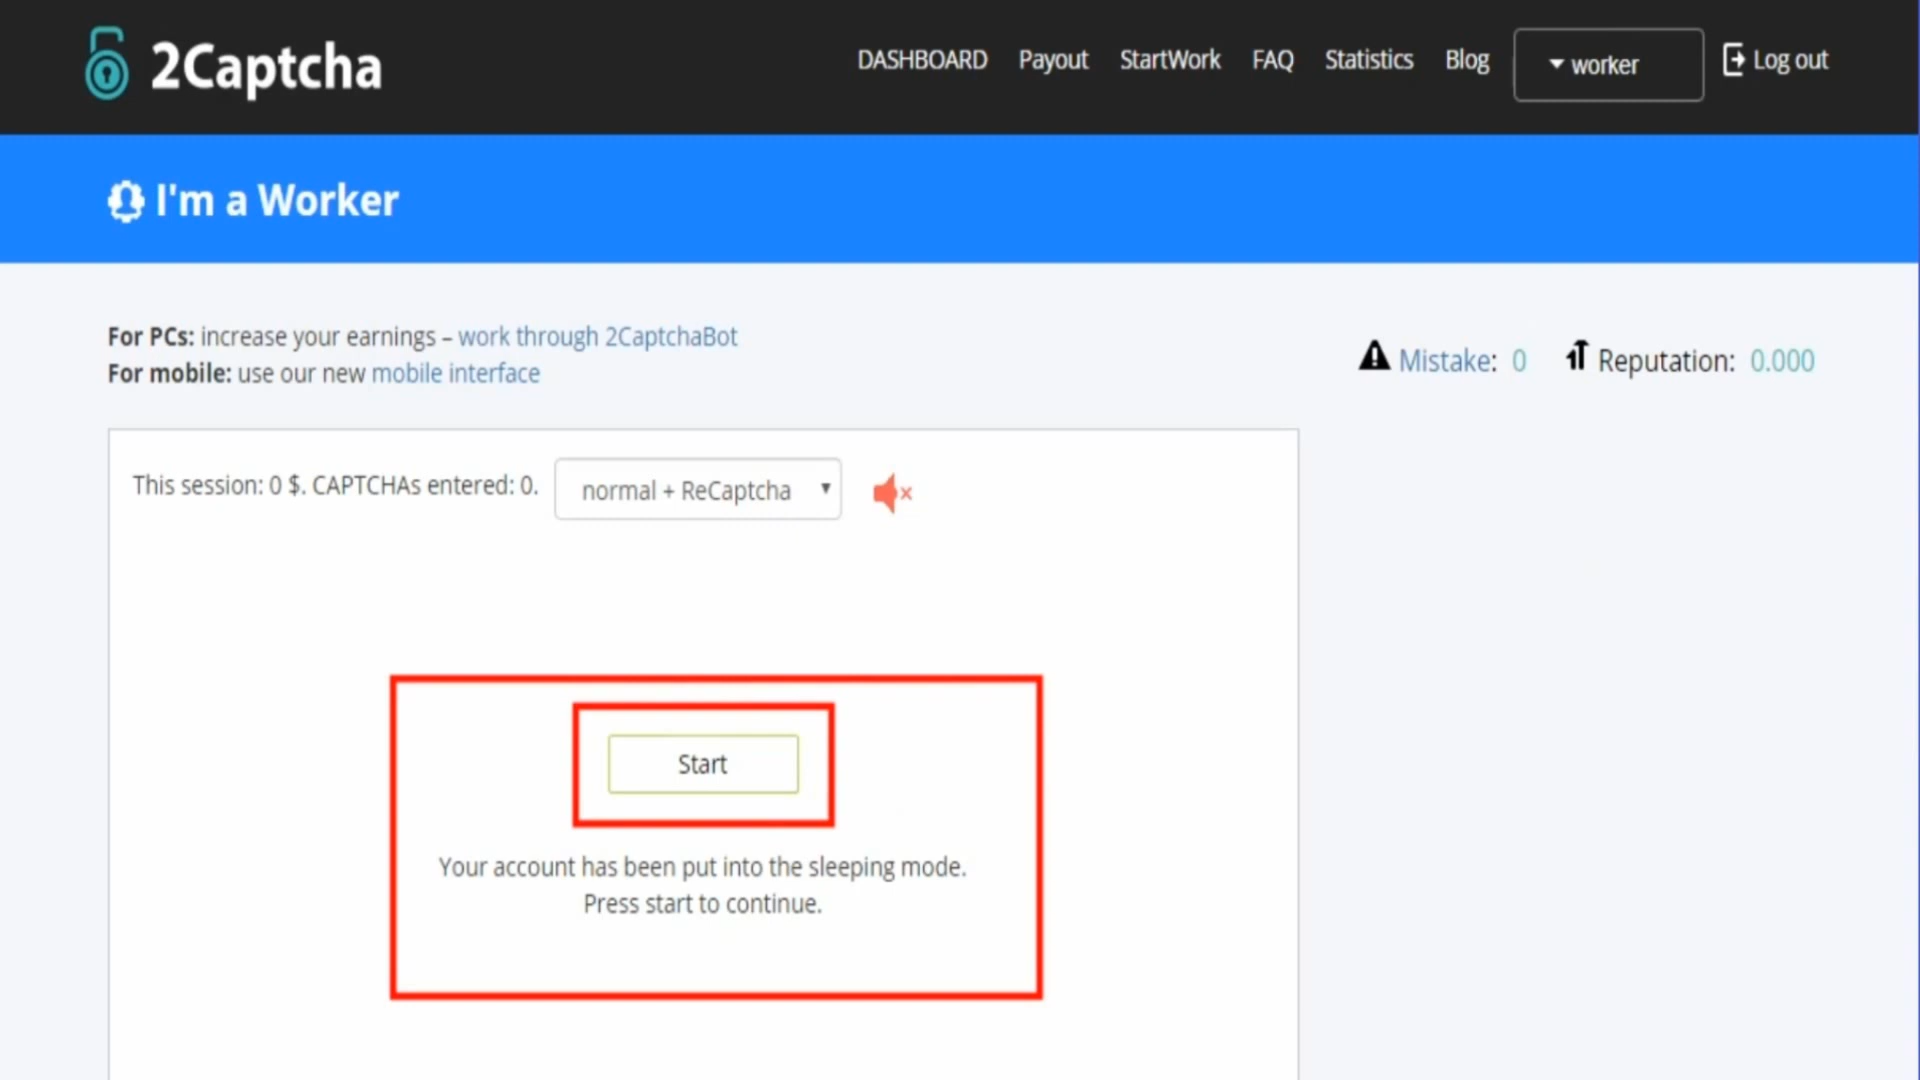 2Captcha
DASHBOARD Payout StartWork FAQ Statistics Blog worker Log out
I'm a Worker
For PCs: increase your earnings – work through 2CaptchaBot
For mobile: use our new mobile interface
Mistake: 0 Reputation: 0.000
This session: 0 $. CAPTCHAs entered: 0. normal + ReCaptcha
Start
Your account has been put into the sleeping mode.
Press start to continue.